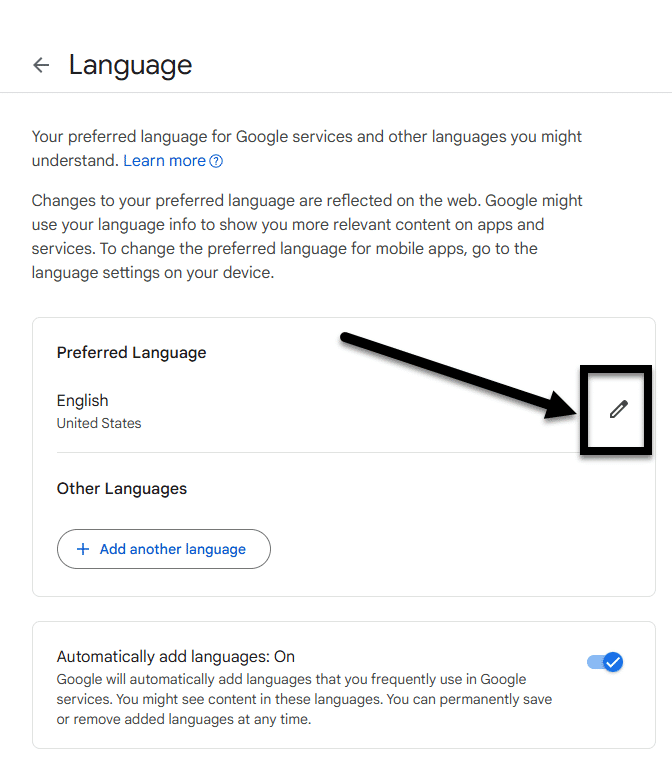 Language
Your preferred language for Google services and other languages you might
understand. Learn more
Changes to your preferred language are reflected on the web. Google might
use your language info to show you more relevant content on apps and
services. To change the preferred language for mobile apps, go to the
language settings on your device.
Preferred Language
English
United States
Other Languages
+ Add another language
Automatically add languages: On
Google will automatically add languages that you frequently use in Google
services. You might see content in these languages. You can permanently save
or remove added languages at any time.